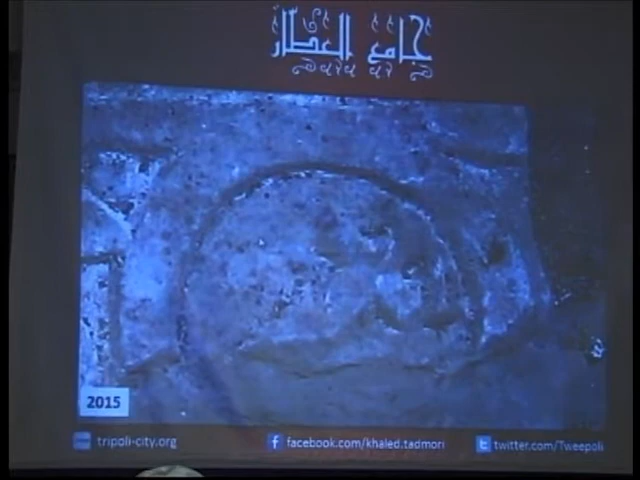 جامع العطار
2015
tripoli-city.org
facebook.com/khaled.tadmori
twitter.com/Tweepoli